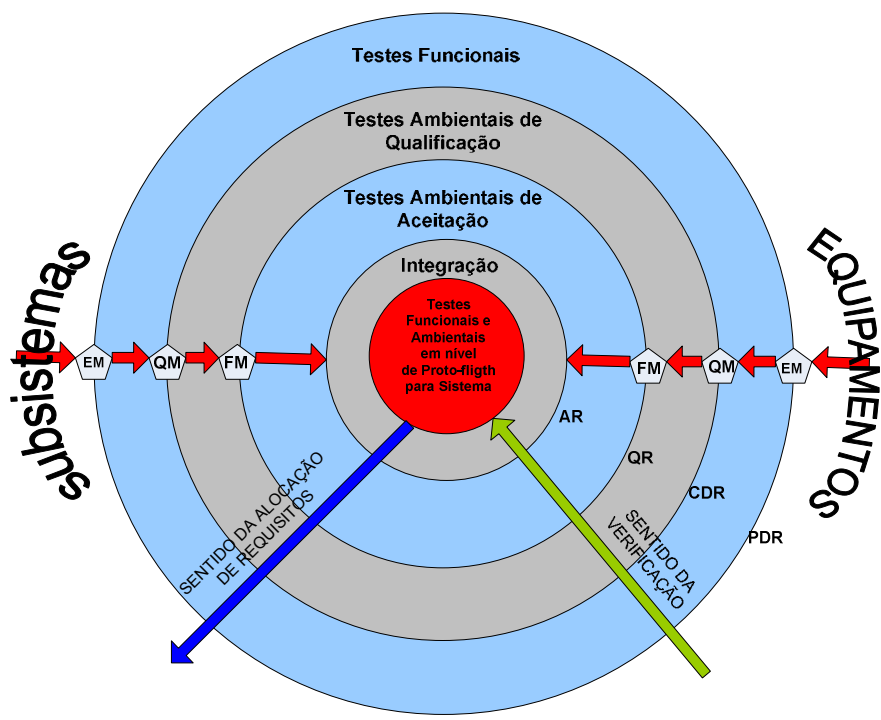 Testes Funcionais
Testes Ambientais de
Qualificação
Testes Ambientais de
Aceitação
Integração
Testes
Funcionais e
Ambientais
em nível
de Proto-fligth
para Sistema
subsistemas
EQUIPAMENTOS
EM
QM
FM
FM
QM
EM
AR
QR
CDR
PDR
SENTIDO DA ALOCAÇÃO
DE REQUISITOS
SENTIDO DA
VERIFICAÇÃO